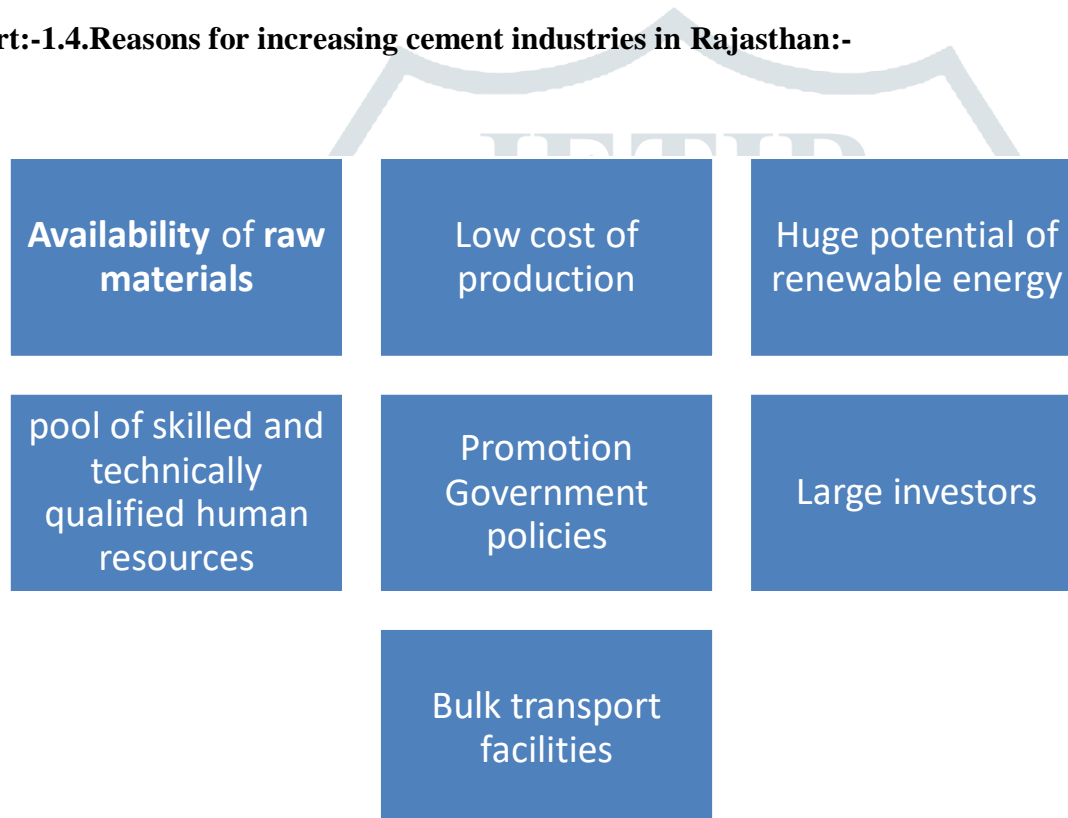 rt:-1.4.Reasons for increasing cement industries in Rajasthan:-
Availability of raw
materials
Low cost of
production
Huge potential of
renewable energy
pool of skilled and
technically
qualified human
resources
Promotion
Government
policies
Large investors
Bulk transport
facilities